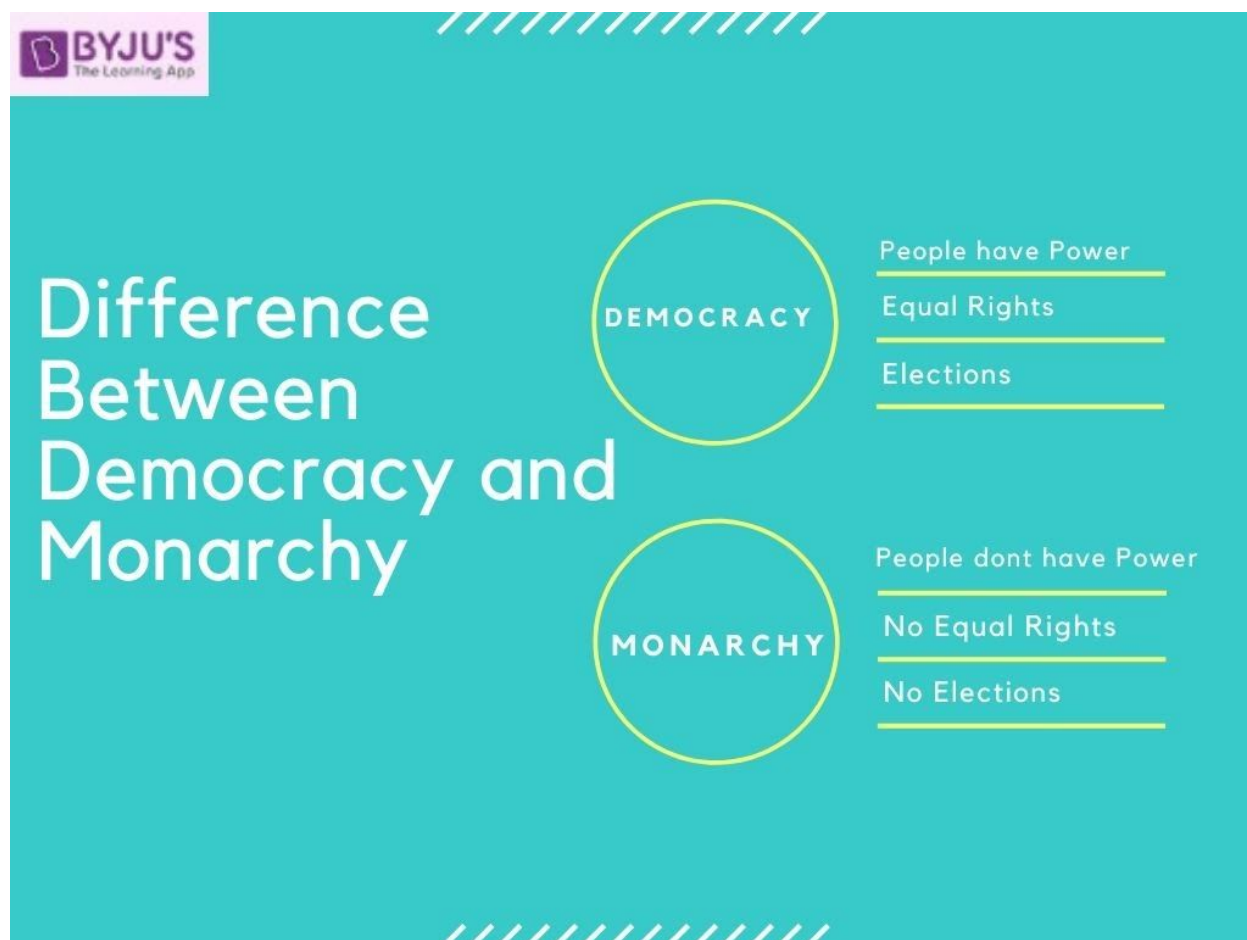 BYJU'S
The Learning App
Difference
Between
Democracy and
Monarchy
DEMOCRACY
People have Power
Equal Rights
Elections
MONARCHY
People dont have Power
No Equal Rights
No Elections